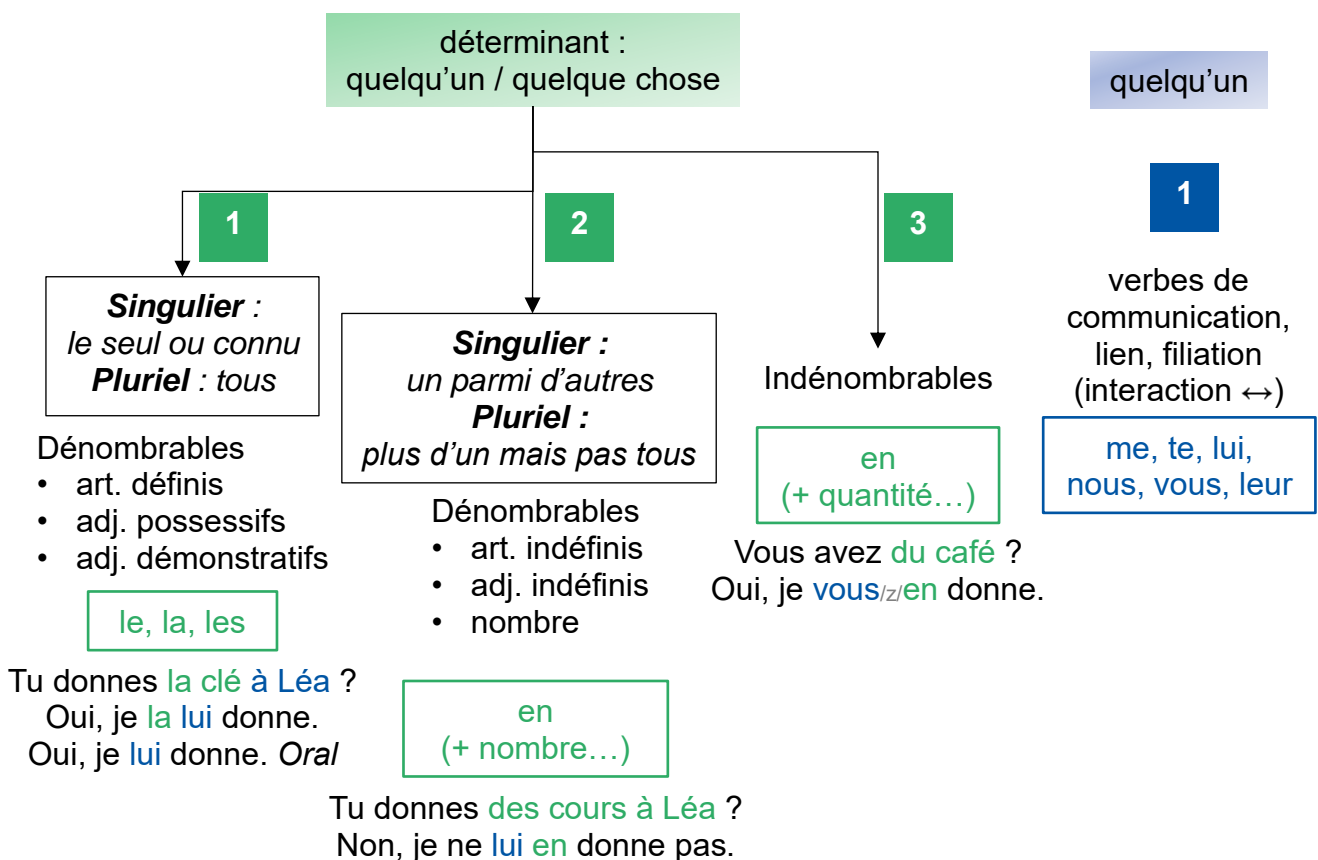 déterminant :
quelqu’un / quelque chose
quelqu’un
1
Singulier :
le seul ou connu
Pluriel : tous
Dénombrables
• art. définis
• adj. possessifs
• adj. démonstratifs
le, la, les
Tu donnes la clé à Léa ?
Oui, je la lui donne.
Oui, je lui donne. Oral
2
Singulier :
un parmi d’autres
Pluriel :
plus d’un mais pas tous
Dénombrables
• art. indéfinis
• adj. indéfinis
• nombre
en
(+ nombre…)
Tu donnes des cours à Léa ?
Non, je ne lui en donne pas.
3
Indénombrables
en
(+ quantité…)
Vous avez du café ?
Oui, je vous/z/en donne.
1
verbes de
communication,
lien, filiation
(interaction ↔)
me, te, lui,
nous, vous, leur